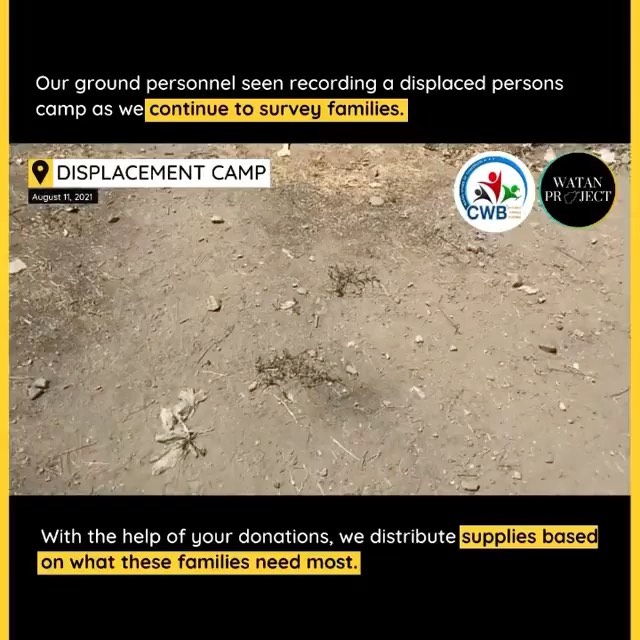 Our ground personnel seen recording a displaced persons
camp as we continue to survey families.
DISPLACEMENT CAMP
August 11, 2021
CWB
WATAN
PROJECT
With the help of your donations, we distribute supplies based
on what these families need most.